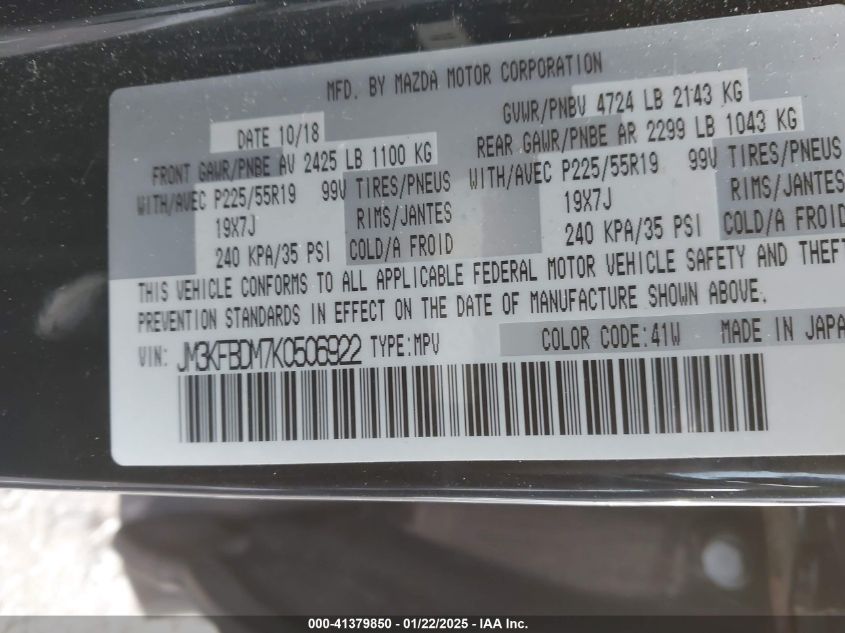 MFD. BY MAZDA MOTOR CORPORATION
DATE 10/18 GVWR/PNBV 4724 LB 2143 KG
FRONT GAWR/PNBE AV 2425 LB 1100 KG REAR GAWR/PNBE AR 2299 LB 1043 KG
WITH/AVEC P225/55R19 99V TIRES/PNEUS WITH/AVEC P225/55R19 99V TIRES/PNEUS
19X7J RIMS/JANTES 19X7J RIMS/JANTES
240 KPA/35 PSI COLD/A FROID 240 KPA/35 PSI COLD/A FROID
THIS VEHICLE CONFORMS TO ALL APPLICABLE FEDERAL MOTOR VEHICLE SAFETY AND THEFT
PREVENTION STANDARDS IN EFFECT ON THE DATE OF MANUFACTURE SHOWN ABOVE.
VIN: JM3KFBDM7K0506922 TYPE:MPV COLOR CODE:41W MADE IN JAPA
000-41379850 / 01/22/2025 - IAA Inc.